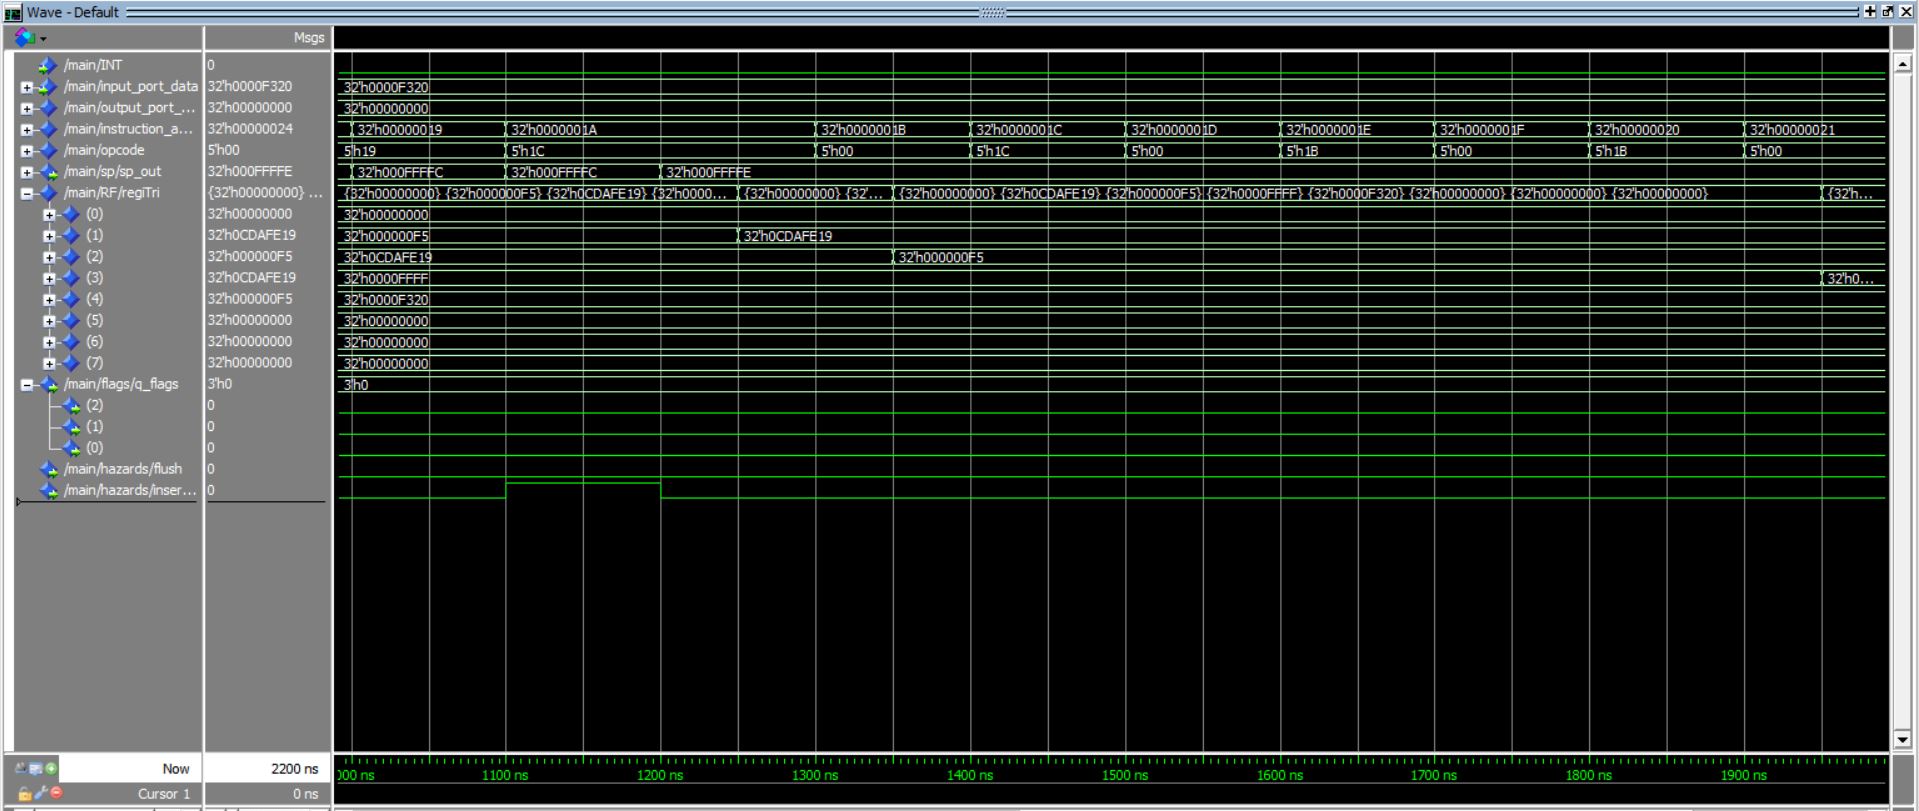 Wave - Default
Msgs
/main/INT 0
/main/input_port_data 32'h0000F320 32'h0000F320
/main/output_port_... 32'h00000000 32'h00000000
/main/instruction_a... 32'h00000024 32'h00000019 32'h0000001A 32'h0000001B 32'h0000001C 32'h0000001D 32'h0000001E 32'h0000001F 32'h00000020 32'h00000021
/main/opcode 5'h00 5'h19 5'h1C 5'h00 5'h1C 5'h00 5'h1B 5'h00 5'h1B 5'h00
/main/sp/sp_out 32'h000FFFFE 32'h000FFFFC 32'h000FFFFC 32'h000FFFFE
/main/RF/regiTri {32'h00000000} ... {32'h00000000} {32'h000000F5} {32'h0CDAFE19} {32'h0000... {32'h00000000} {32'... {32'h00000000} {32'h0CDAFE19} {32'h000000F5} {32'h0000FFFF} {32'h0000F320} {32'h00000000} {32'h00000000} {32'h00000000} {32'h...
(0) 32'h00000000 32'h00000000
(1) 32'h0CDAFE19 32'h000000F5 32'h0CDAFE19
(2) 32'h000000F5 32'h0CDAFE19 32'h000000F5
(3) 32'h0CDAFE19 32'h0000FFFF 32'h0...
(4) 32'h000000F5 32'h0000F320
(5) 32'h00000000 32'h00000000
(6) 32'h00000000 32'h00000000
(7) 32'h00000000 32'h00000000
/main/flags/q_flags 3'h0 3'h0
(2) 0
(1) 0
(0) 0
/main/hazards/flush 0
/main/hazards/inser... 0
Now 2200 ns 000 ns 1100 ns 1200 ns 1300 ns 1400 ns 1500 ns 1600 ns 1700 ns 1800 ns 1900 ns
Cursor 1 0 ns